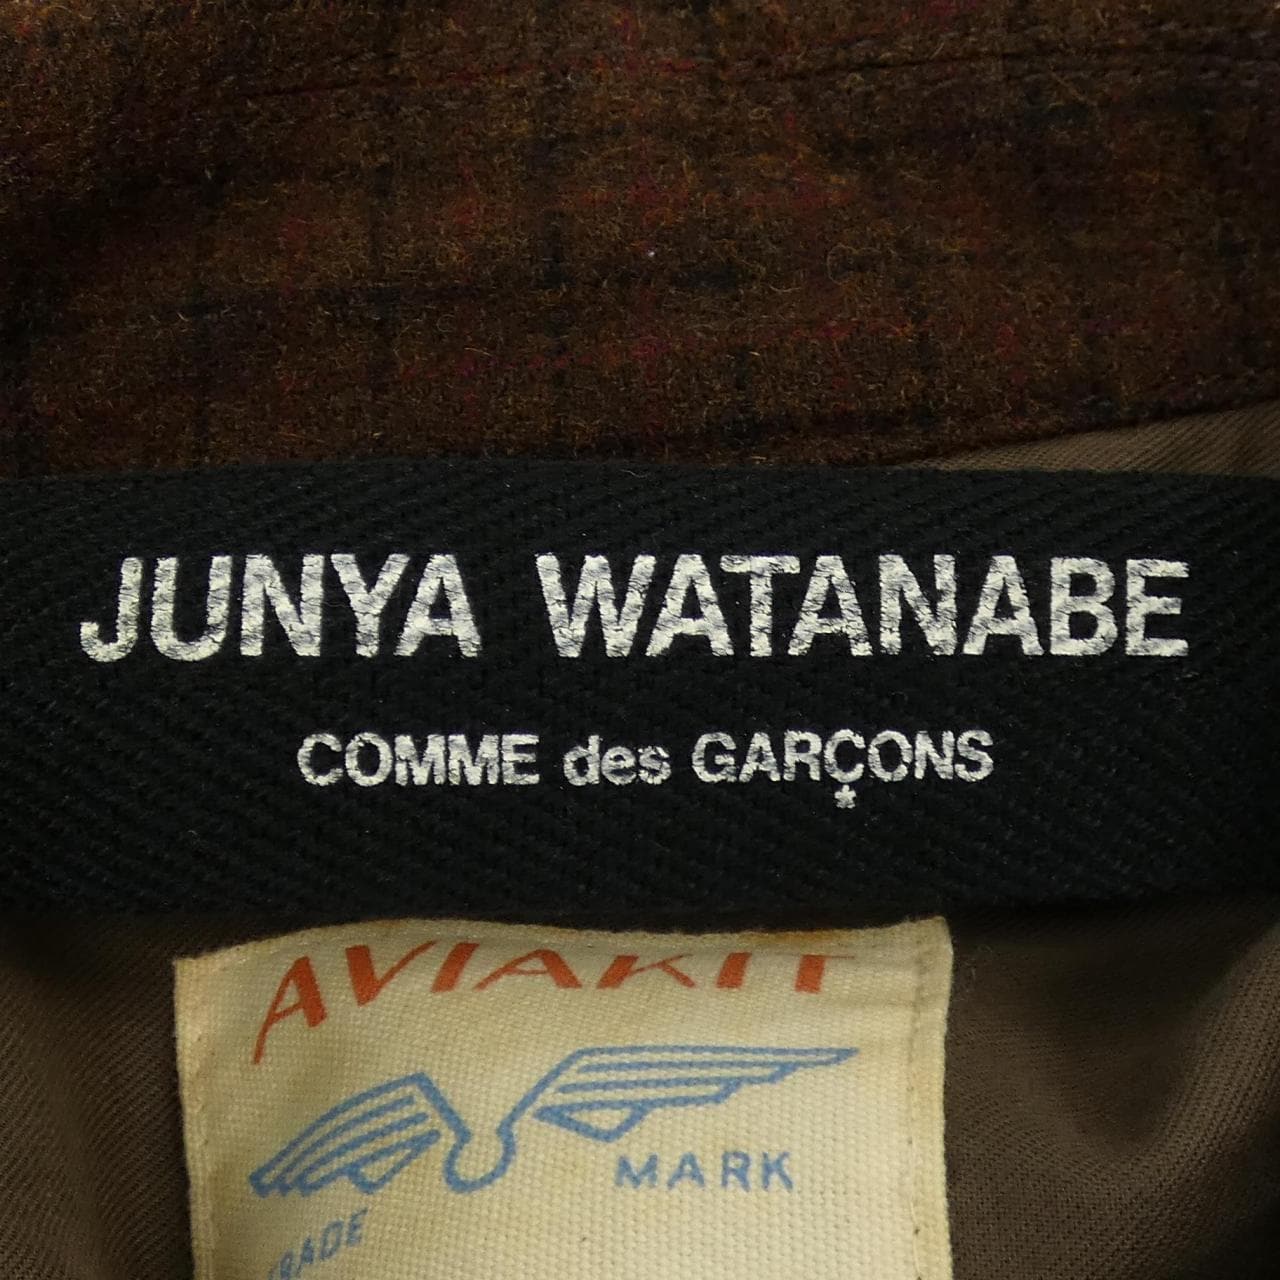 JUNYA WATANABE
COMME des GARÇONS
AVIAKIT
MARK